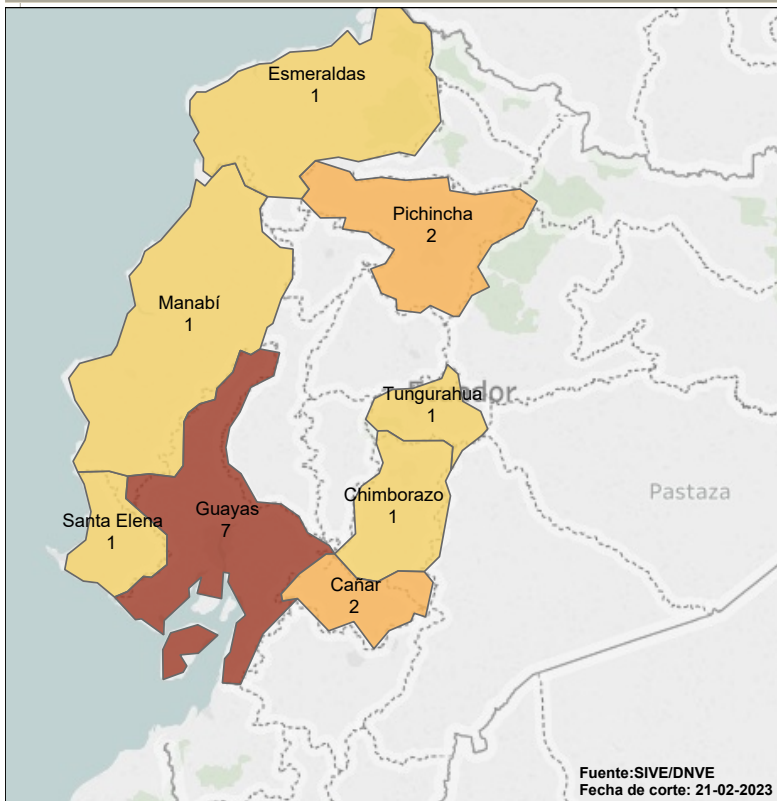 Esmeraldas
1
Pichincha
2
Manabí
1
Tungurahua
1
Chimborazo
1
Pastaza
Santa Elena
1
Guayas
7
Cañar
2
Fuente:SIVE/DNVE
Fecha de corte: 21-02-2023